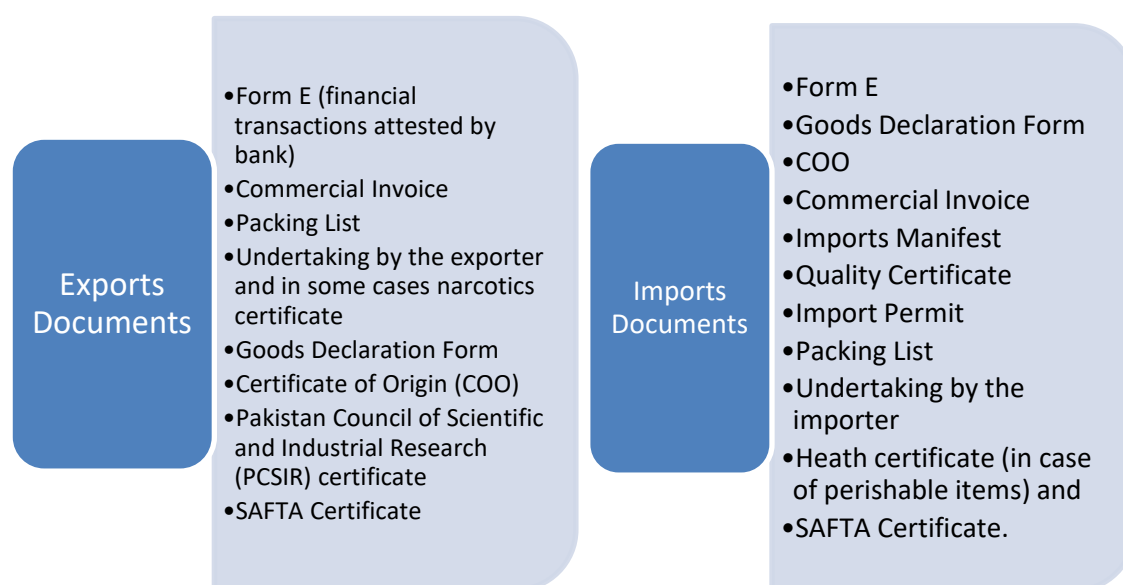 Exports
Documents
•Form E (financial
transactions attested by
bank)
•Commercial Invoice
•Packing List
•Undertaking by the exporter
and in some cases narcotics
certificate
•Goods Declaration Form
•Certificate of Origin (COO)
•Pakistan Council of Scientific
and Industrial Research
(PCSIR) certificate
•SAFTA Certificate
Imports
Documents
•Form E
•Goods Declaration Form
•COO
•Commercial Invoice
•Imports Manifest
•Quality Certificate
•Import Permit
•Packing List
•Undertaking by the
importer
•Heath certificate (in case
of perishable items) and
•SAFTA Certificate.